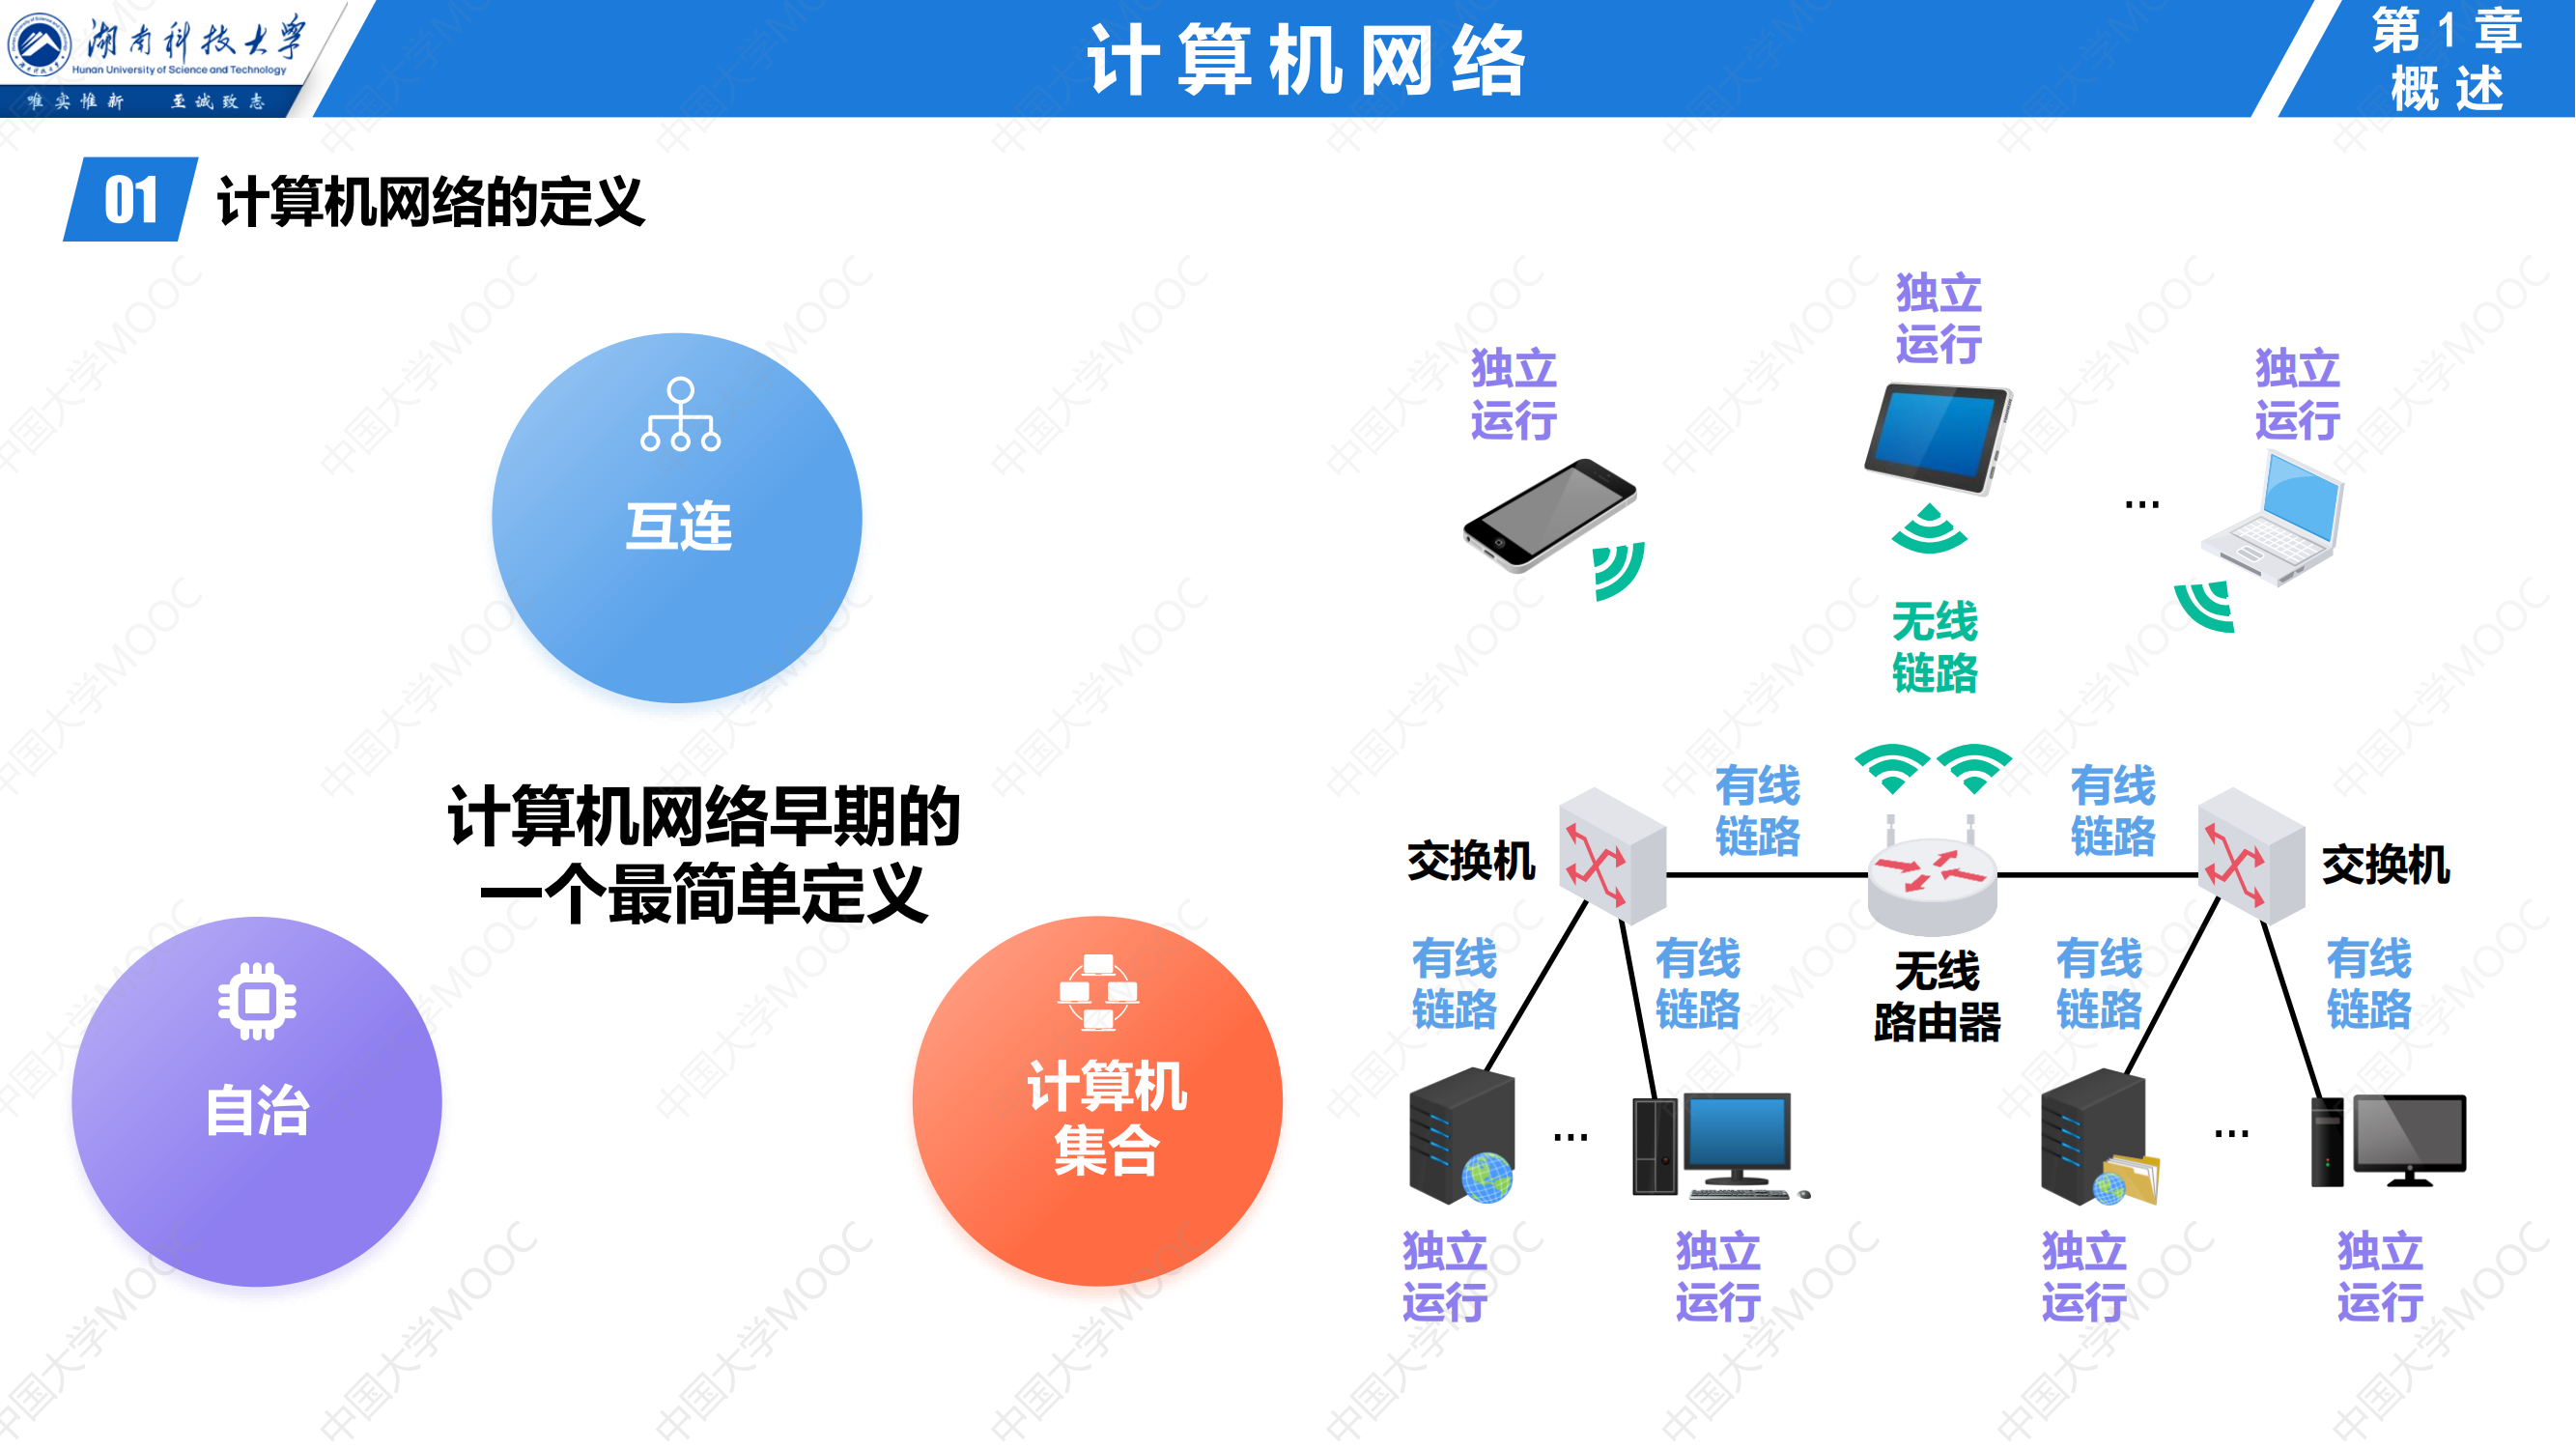 湖南科技大学
Hunan University of Science and Technology
唯实惟新 至诚致志
计算机网络
第1章
概述
01 计算机网络的定义
互连
计算机网络早期的
一个最简单定义
自治
计算机
集合
独立
运行
独立
运行
独立
运行
...
无线
链路
有线
链路
有线
链路
交换机
交换机
无线
路由器
有线
链路
有线
链路
有线
链路
有线
链路
...
...
独立
运行
独立
运行
独立
运行
独立
运行
中国大学MOOC